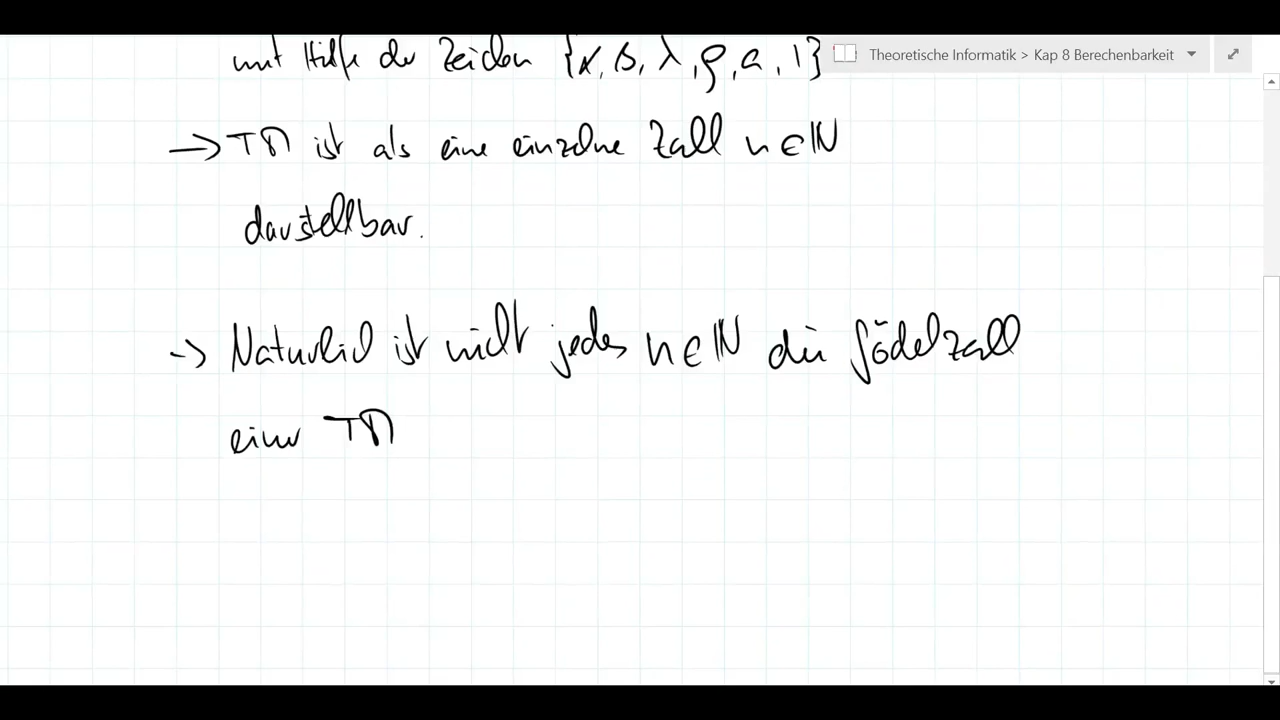 mit Hilfe der Zeichen {α, β, λ, ρ, a, 1}
Theoretische Informatik > Kap 8 Berechenbarkeit
→ TM ist als eine einzelne Zahl n ∈ ℕ
darstellbar.
→ Natürlich ist nicht jedes n ∈ ℕ die Gödelzahl
einer TM